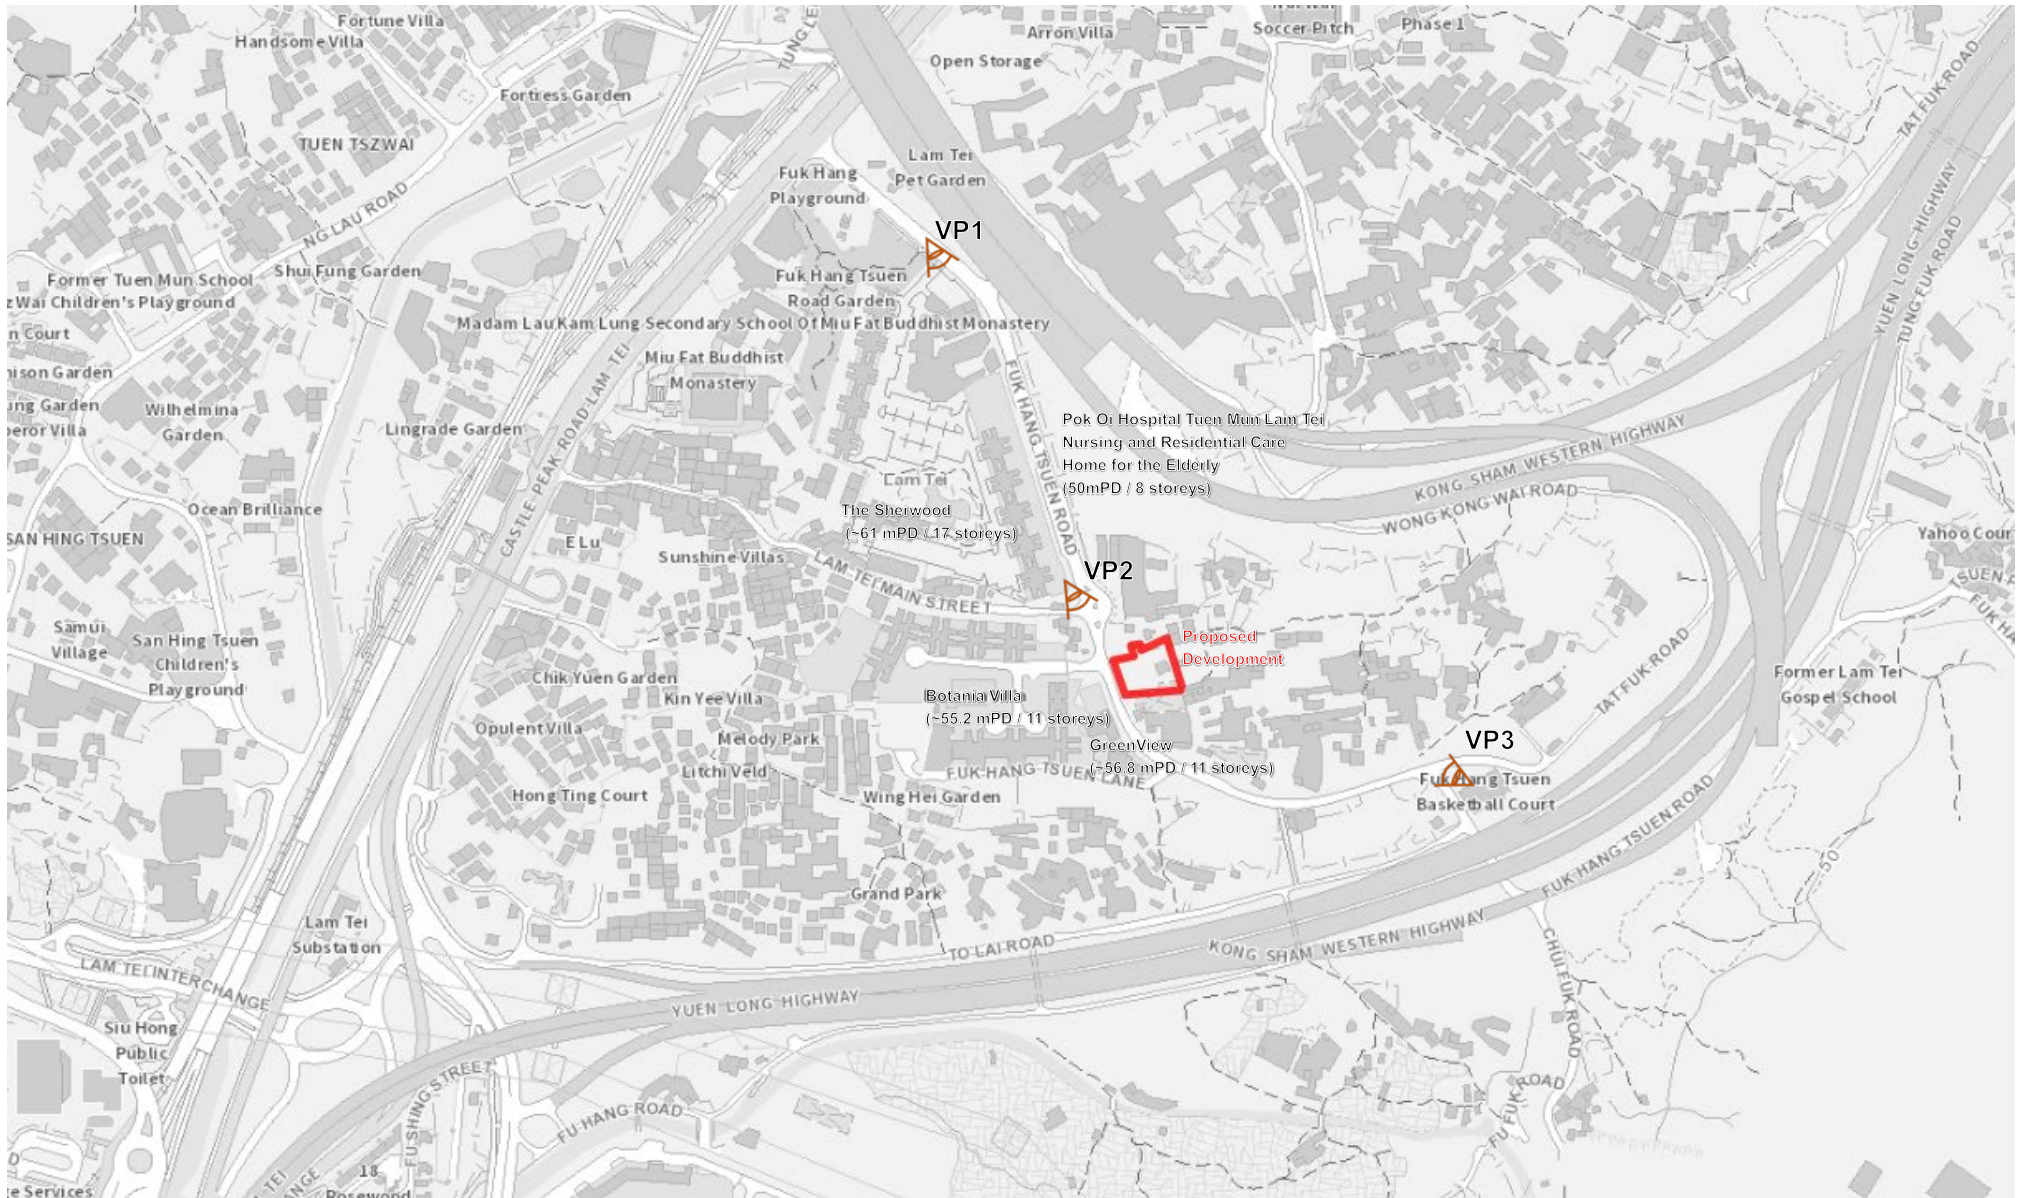 Fortune Villa
Handsome Villa
Fortress Garden
TUEN TSZ WAI
NG LAU ROAD
Arron Villa
Open Storage
Soccer Pitch
Phase 1
TAT FUK ROAD
Lam Tei
Pet Garden
Fuk Hang
Playground
VP1
YUEN LONG HIGHWAY
TUNG FUK ROAD
Former Tuen Mun School
z Wai Children's Playground
Shui Fung Garden
Fuk Hang Tsuen
Road Garden
Madam Lau Kam Lung Secondary School Of Miu Fat Buddhist Monastery
n Court
Miu Fat Buddhist
Monastery
CASTLE PEAK ROAD-LAM TEI
FUK HANG TSUEN ROAD
Wilhelmina
Garden
Lingrade Garden
Pok Oi Hospital Tuen Mun Lam Tei
Nursing and Residential Care
Home for the Elderly
(50mPD / 8 storeys)
KONG SHAM WESTERN HIGHWAY
WONG KONG WAI ROAD
Lam Tei
Ocean Brilliance
The Sherwood
(~61 mPD / 17 storeys)
SAN HING TSUEN
E Lu
Sunshine Villas
LAM TEI MAIN STREET
VP2
Yahoo Cour
Samui
Village
San Hing Tsuen
Children's
Playground
Proposed
Development
TAT FUK ROAD
Former Lam Tei
Gospel School
Chik Yuen Garden
Kin Yee Villa
Botania Villa
(~55.2 mPD / 11 storeys)
Opulent Villa
Melody Park
GreenView
(~56.8 mPD / 11 storeys)
VP3
Litchi Veld
FUK HANG TSUEN LANE
Fuk Hang Tsuen
Basketball Court
Hong Ting Court
Wing Hei Garden
FUK HANG TSUEN ROAD
50
Grand Park
Lam Tei
Substation
TO LAI ROAD
KONG SHAM WESTERN HIGHWAY
CHUI FUK ROAD
LAM TEI INTERCHANGE
YUEN LONG HIGHWAY
Siu Hong
Public
Toilet
FU SHING STREET
FU HANG ROAD
FU FUK ROAD
18
Rosewood
e Services